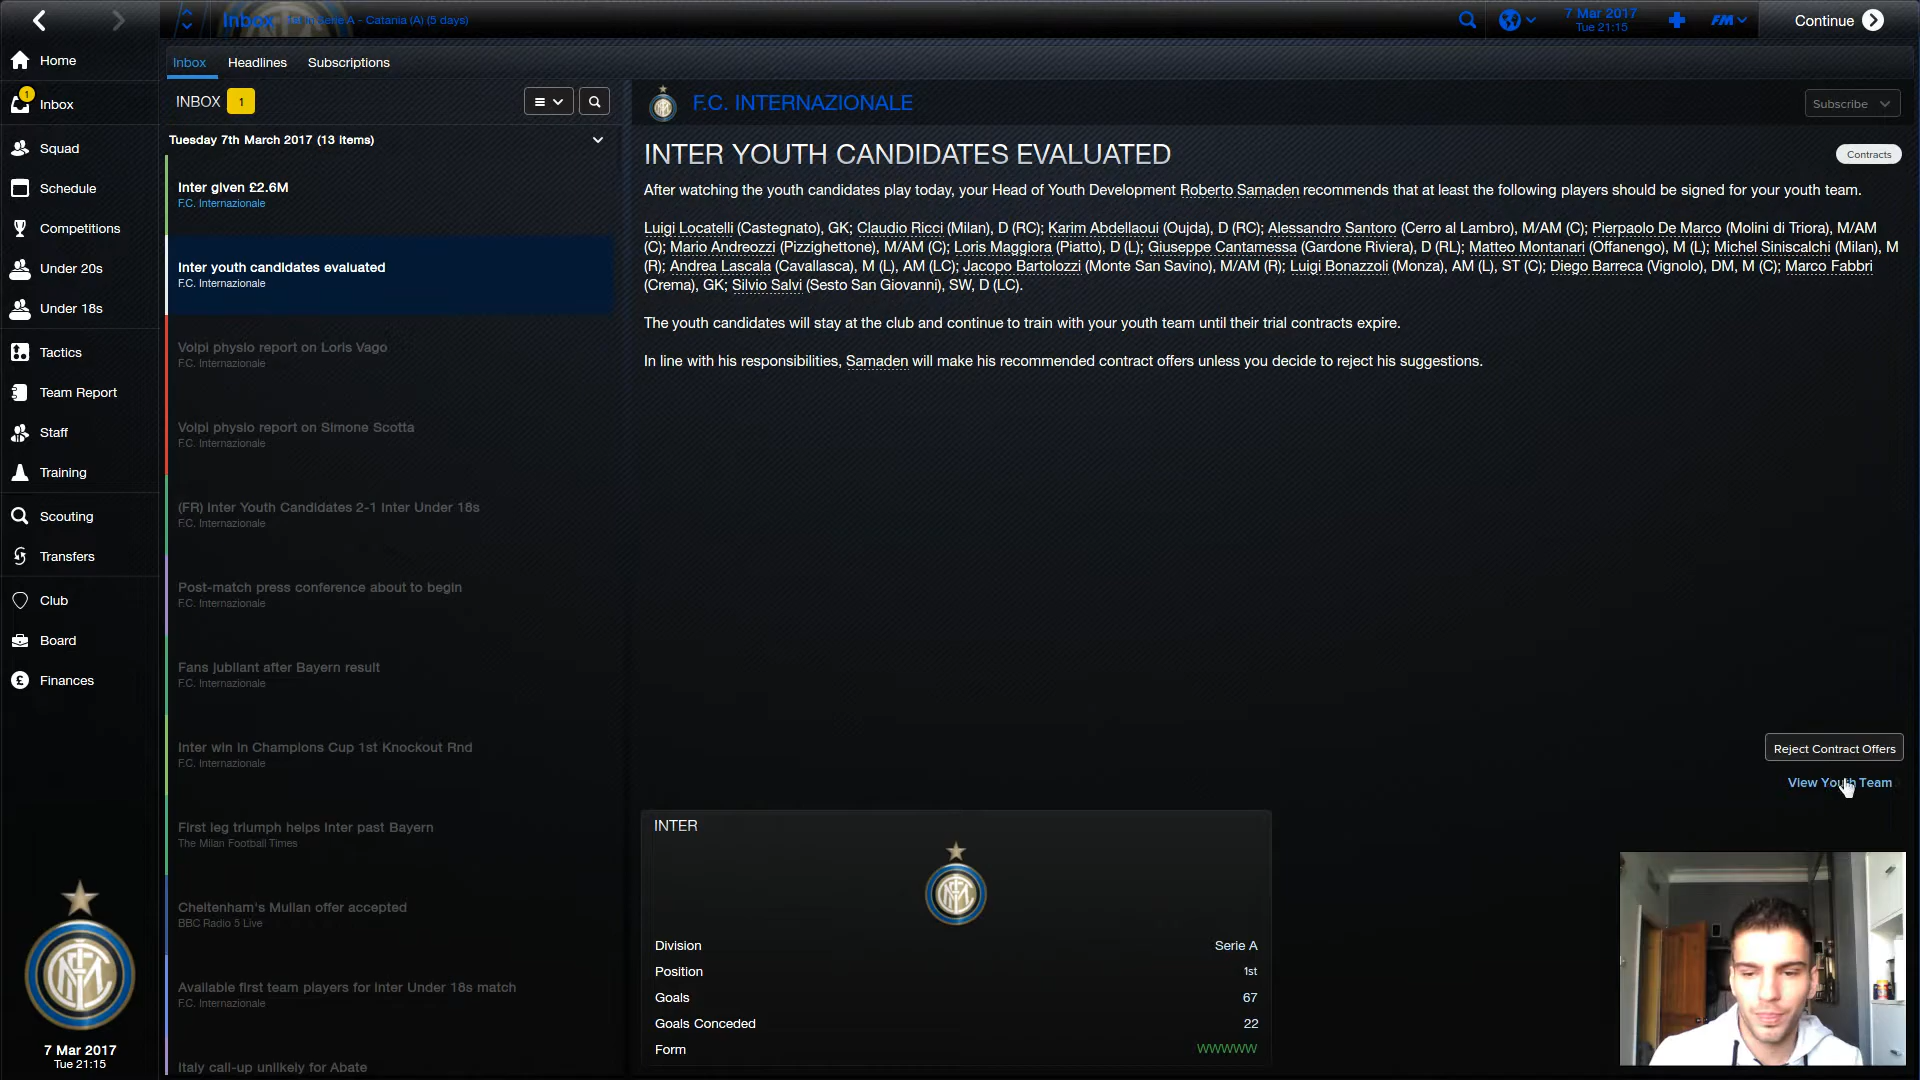 Inbox
1st in Serie A - Catania (A) (5 days)
7 Mar 2017
Tue 21:15
FM
Continue
Home
1
Inbox
Squad
Schedule
Competitions
Under 20s
Under 18s
Tactics
Team Report
Staff
Training
Scouting
Transfers
Club
Board
Finances
7 Mar 2017
Tue 21:15
Inbox
Headlines
Subscriptions
INBOX 1
Tuesday 7th March 2017 (13 items)
Inter given £2.6M
F.C. Internazionale
Inter youth candidates evaluated
F.C. Internazionale
Volpi physio report on Loris Vago
F.C. Internazionale
Volpi physio report on Simone Scotta
F.C. Internazionale
(FR) Inter Youth Candidates 2-1 Inter Under 18s
F.C. Internazionale
Post-match press conference about to begin
F.C. Internazionale
Fans jubilant after Bayern result
F.C. Internazionale
Inter win in Champions Cup 1st Knockout Rnd
F.C. Internazionale
First leg triumph helps Inter past Bayern
The Milan Football Times
Cheltenham's Mullan offer accepted
BBC Radio 5 Live
Available first team players for Inter Under 18s match
F.C. Internazionale
Italy call-up unlikely for Abate
F.C. INTERNAZIONALE
Subscribe
INTER YOUTH CANDIDATES EVALUATED
Contracts
After watching the youth candidates play today, your Head of Youth Development Roberto Samaden recommends that at least the following players should be signed for your youth team.
Luigi Locatelli (Castegnato), GK; Claudio Ricci (Milan), D (RC); Karim Abdellaoui (Oujda), D (RC); Alessandro Santoro (Cerro al Lambro), M/AM (C); Pierpaolo De Marco (Molini di Triora), M/AM
(C); Mario Andreozzi (Pizzighettone), M/AM (C); Loris Maggiora (Piatto), D (L); Giuseppe Cantamessa (Gardone Riviera), D (RL); Matteo Montanari (Offanengo), M (L); Michel Siniscalchi (Milan), M
(R); Andrea Lascala (Cavallasca), M (L), AM (LC); Jacopo Bartolozzi (Monte San Savino), M/AM (R); Luigi Bonazzoli (Monza), AM (L), ST (C); Diego Barreca (Vignolo), DM, M (C); Marco Fabbri
(Crema), GK; Silvio Salvi (Sesto San Giovanni), SW, D (LC).
The youth candidates will stay at the club and continue to train with your youth team until their trial contracts expire.
In line with his responsibilities, Samaden will make his recommended contract offers unless you decide to reject his suggestions.
Reject Contract Offers
View Youth Team
INTER
Division Serie A
Position 1st
Goals 67
Goals Conceded 22
Form WWWWW